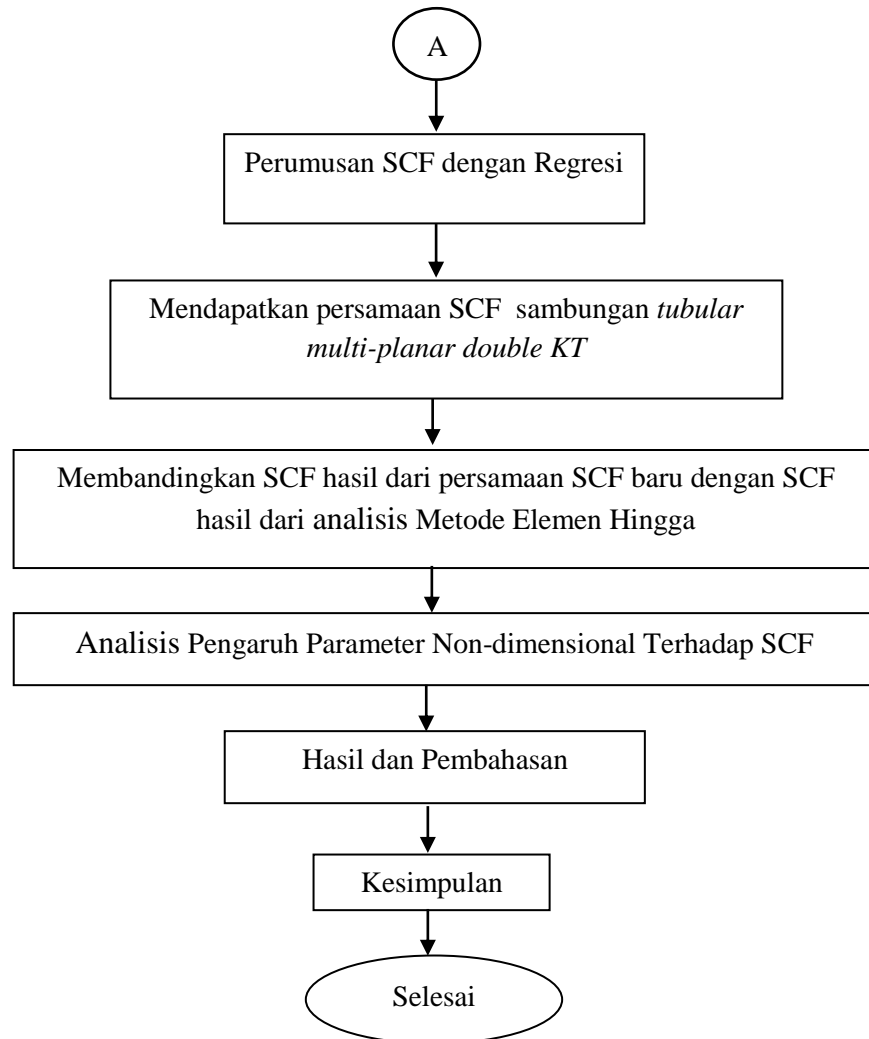 A
Perumusan SCF dengan Regresi
Mendapatkan persamaan SCF sambungan tubular
multi-planar double KT
Membandingkan SCF hasil dari persamaan SCF baru dengan SCF
hasil dari analisis Metode Elemen Hingga
Analisis Pengaruh Parameter Non-dimensional Terhadap SCF
Hasil dan Pembahasan
Kesimpulan
Selesai